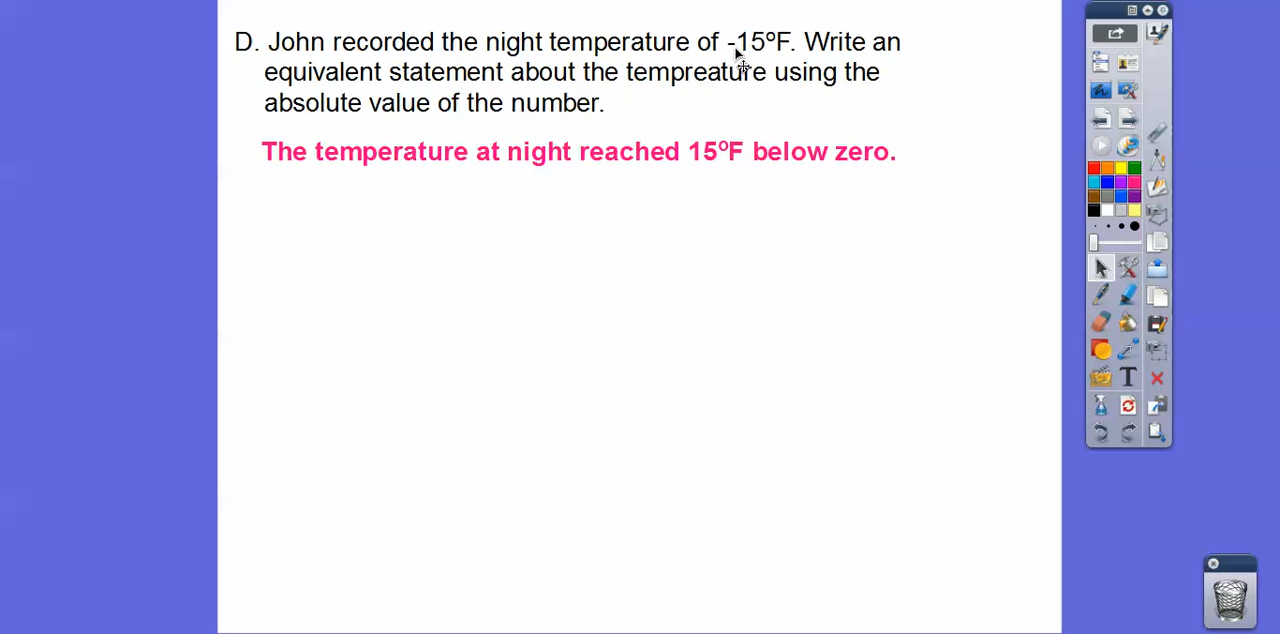 D. John recorded the night temperature of -15ºF. Write an
equivalent statement about the tempreature using the
absolute value of the number.
The temperature at night reached 15ºF below zero.
T